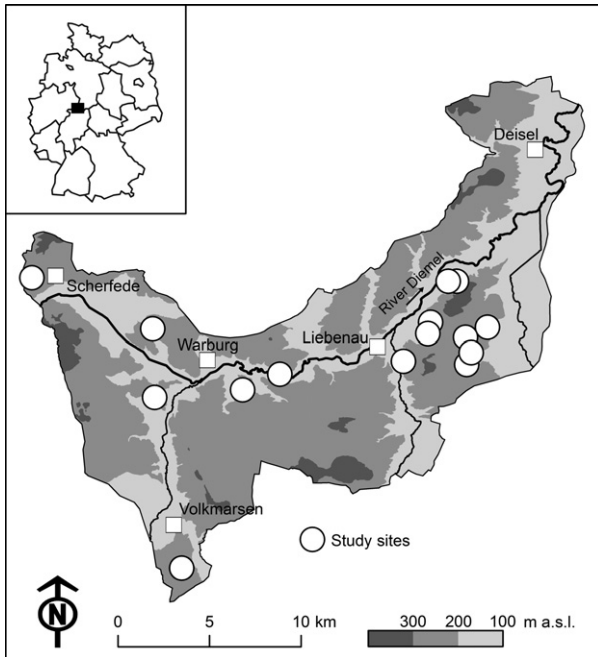 Deisel
Scherfede
River Diemel
Liebenau
Warburg
Volkmarsen
Study sites
N
0 5 10 km
300 200 100 m a.s.l.